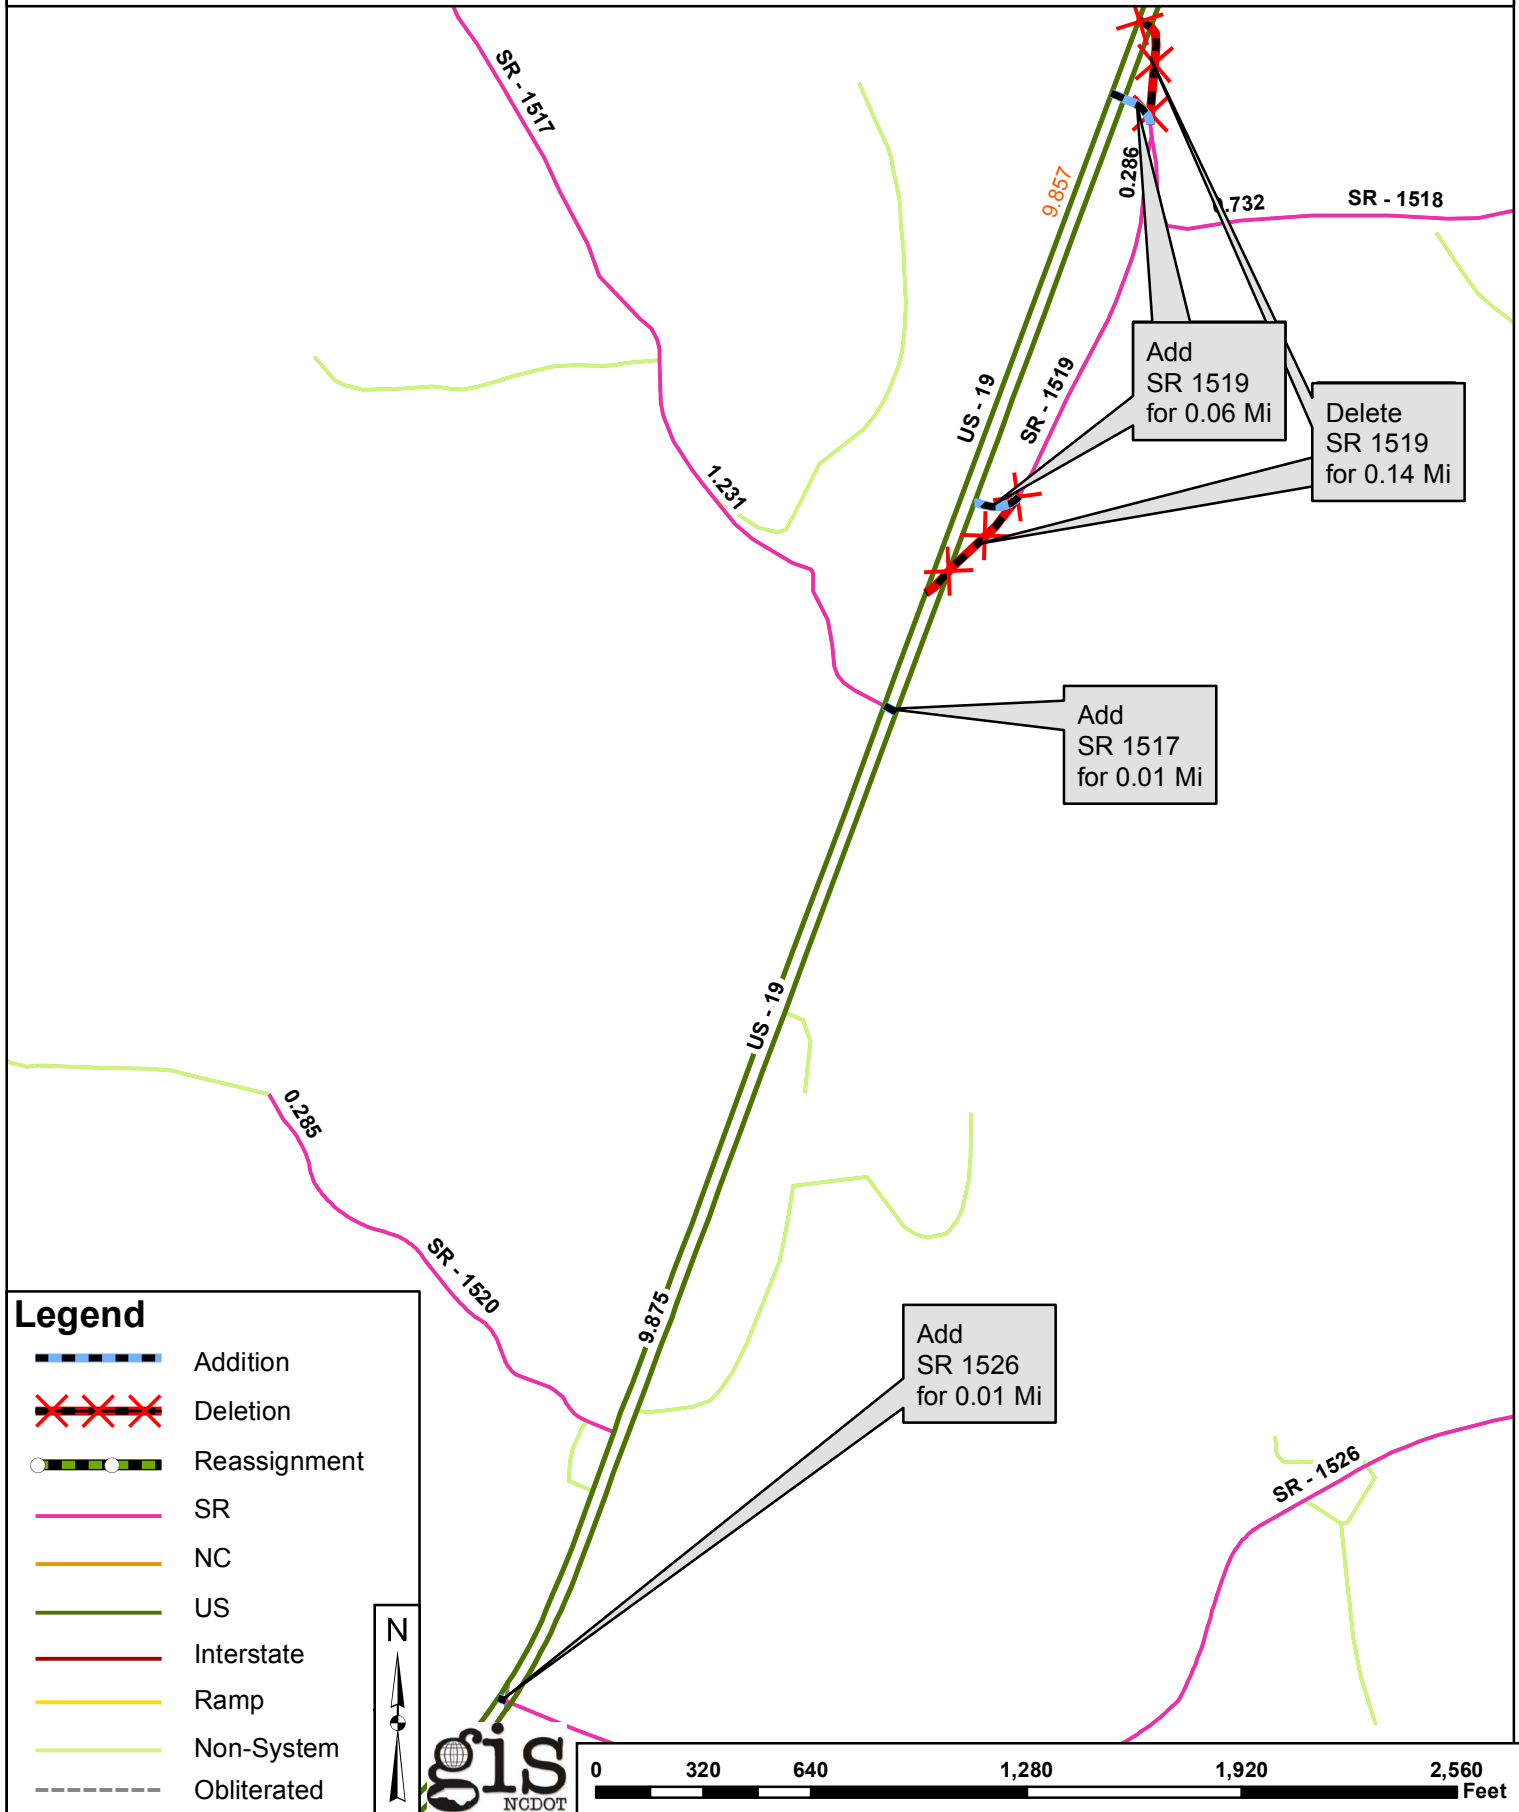 SR - 1517
9.857
0.286
0.732
SR - 1518
US - 19
SR - 1519
Add
SR 1519
for 0.06 Mi
Delete
SR 1519
for 0.14 Mi
1.231
Add
SR 1517
for 0.01 Mi
US - 19
0.285
SR - 1520
9.875
Add
SR 1526
for 0.01 Mi
SR - 1526
Legend
Addition
Deletion
Reassignment
SR
NC
US
Interstate
Ramp
Non-System
Obliterated
N
gis
NCDOT
0 320 640 1,280 1,920 2,560
Feet